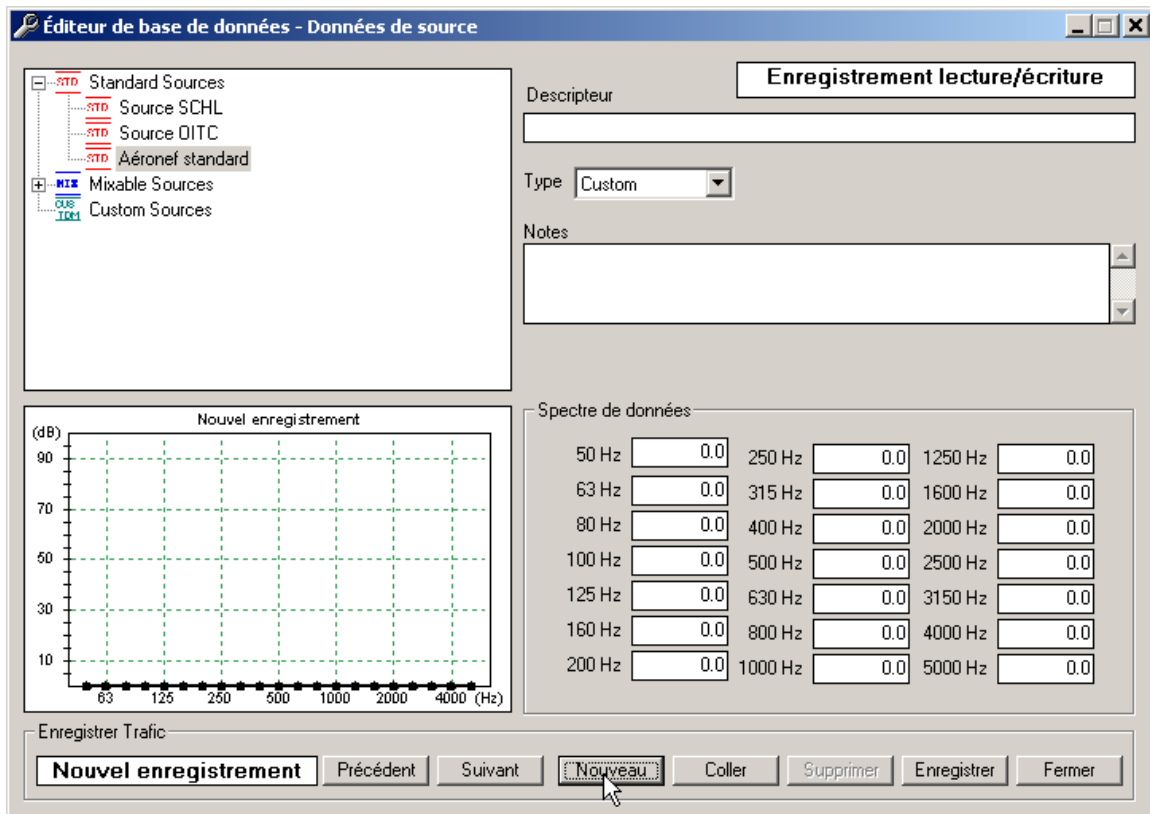 Éditeur de base de données - Données de source
STD Standard Sources
STD Source SCHL
STD Source OITC
STD Aéronef standard
MIX Mixable Sources
CUS TOM Custom Sources
Enregistrement lecture/écriture
Descripteur
Type Custom
Notes
Nouvel enregistrement
(dB)
90
70
50
30
10
63 125 250 500 1000 2000 4000 (Hz)
Spectre de données
50 Hz 0.0 250 Hz 0.0 1250 Hz 0.0
63 Hz 0.0 315 Hz 0.0 1600 Hz 0.0
80 Hz 0.0 400 Hz 0.0 2000 Hz 0.0
100 Hz 0.0 500 Hz 0.0 2500 Hz 0.0
125 Hz 0.0 630 Hz 0.0 3150 Hz 0.0
160 Hz 0.0 800 Hz 0.0 4000 Hz 0.0
200 Hz 0.0 1000 Hz 0.0 5000 Hz 0.0
Enregistrer Trafic
Nouvel enregistrement Précédent Suivant Nouveau Coller Supprimer Enregistrer Fermer